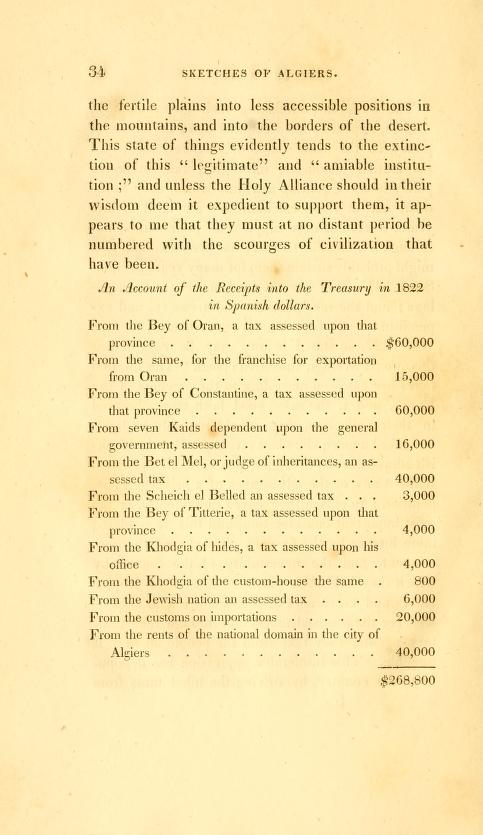 34 SKETCHES OF ALGIERS.
the fertile plains into less accessible positions in
the mountains, and into the borders of the desert.
This state of things evidently tends to the extinc-
tion of this “ legitimate” and “ amiable institu-
tion ;” and unless the Holy Alliance should in their
wisdom deem it expedient to support them, it ap-
pears to me that they must at no distant period be
numbered with the scourges of civilization that
have been.
An Account of the Receipts into the Treasury in 1822
in Spanish dollars.
From the Bey of Oran, a tax assessed upon that
province . . . . . . . . . . . . $60,000
From the same, for the franchise for exportation
from Oran . . . . . . . . . . . 15,000
From the Bey of Constantine, a tax assessed upon
that province . . . . . . . . . . 60,000
From seven Kaids dependent upon the general
government, assessed . . . . . . . . 16,000
From the Bet el Mel, or judge of inheritances, an as-
sessed tax . . . . . . . . . . . 40,000
From the Scheich el Belled an assessed tax . . . 3,000
From the Bey of Titterie, a tax assessed upon that
province . . . . . . . . . . . . 4,000
From the Khodgia of hides, a tax assessed upon his
office . . . . . . . . . . . . 4,000
From the Khodgia of the custom-house the same . 800
From the Jewish nation an assessed tax . . . . 6,000
From the customs on importations . . . . . . 20,000
From the rents of the national domain in the city of
Algiers . . . . . . . . . . . . 40,000
$268,800